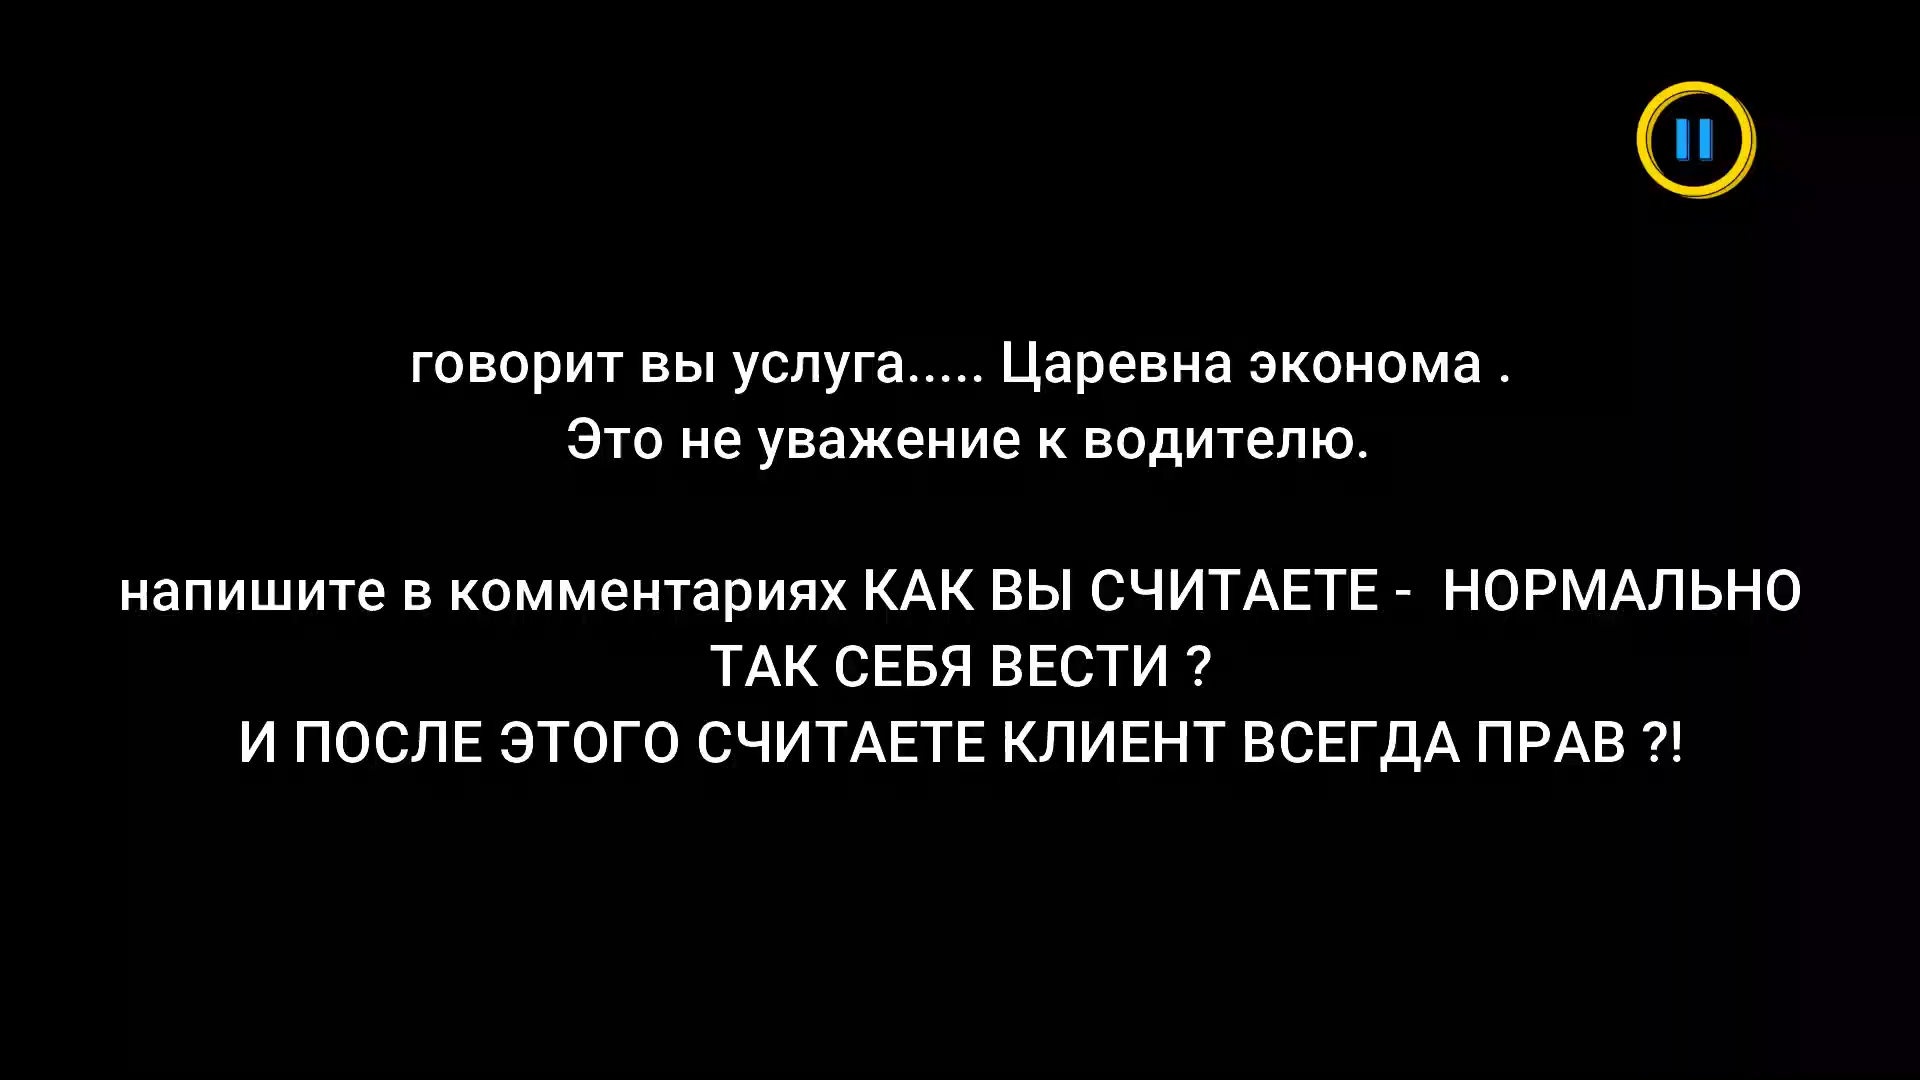 говорит вы услуга..... Царевна эконома .
Это не уважение к водителю.
напишите в комментариях КАК ВЫ СЧИТАЕТЕ - НОРМАЛЬНО
ТАК СЕБЯ ВЕСТИ ?
И ПОСЛЕ ЭТОГО СЧИТАЕТЕ КЛИЕНТ ВСЕГДА ПРАВ ?!